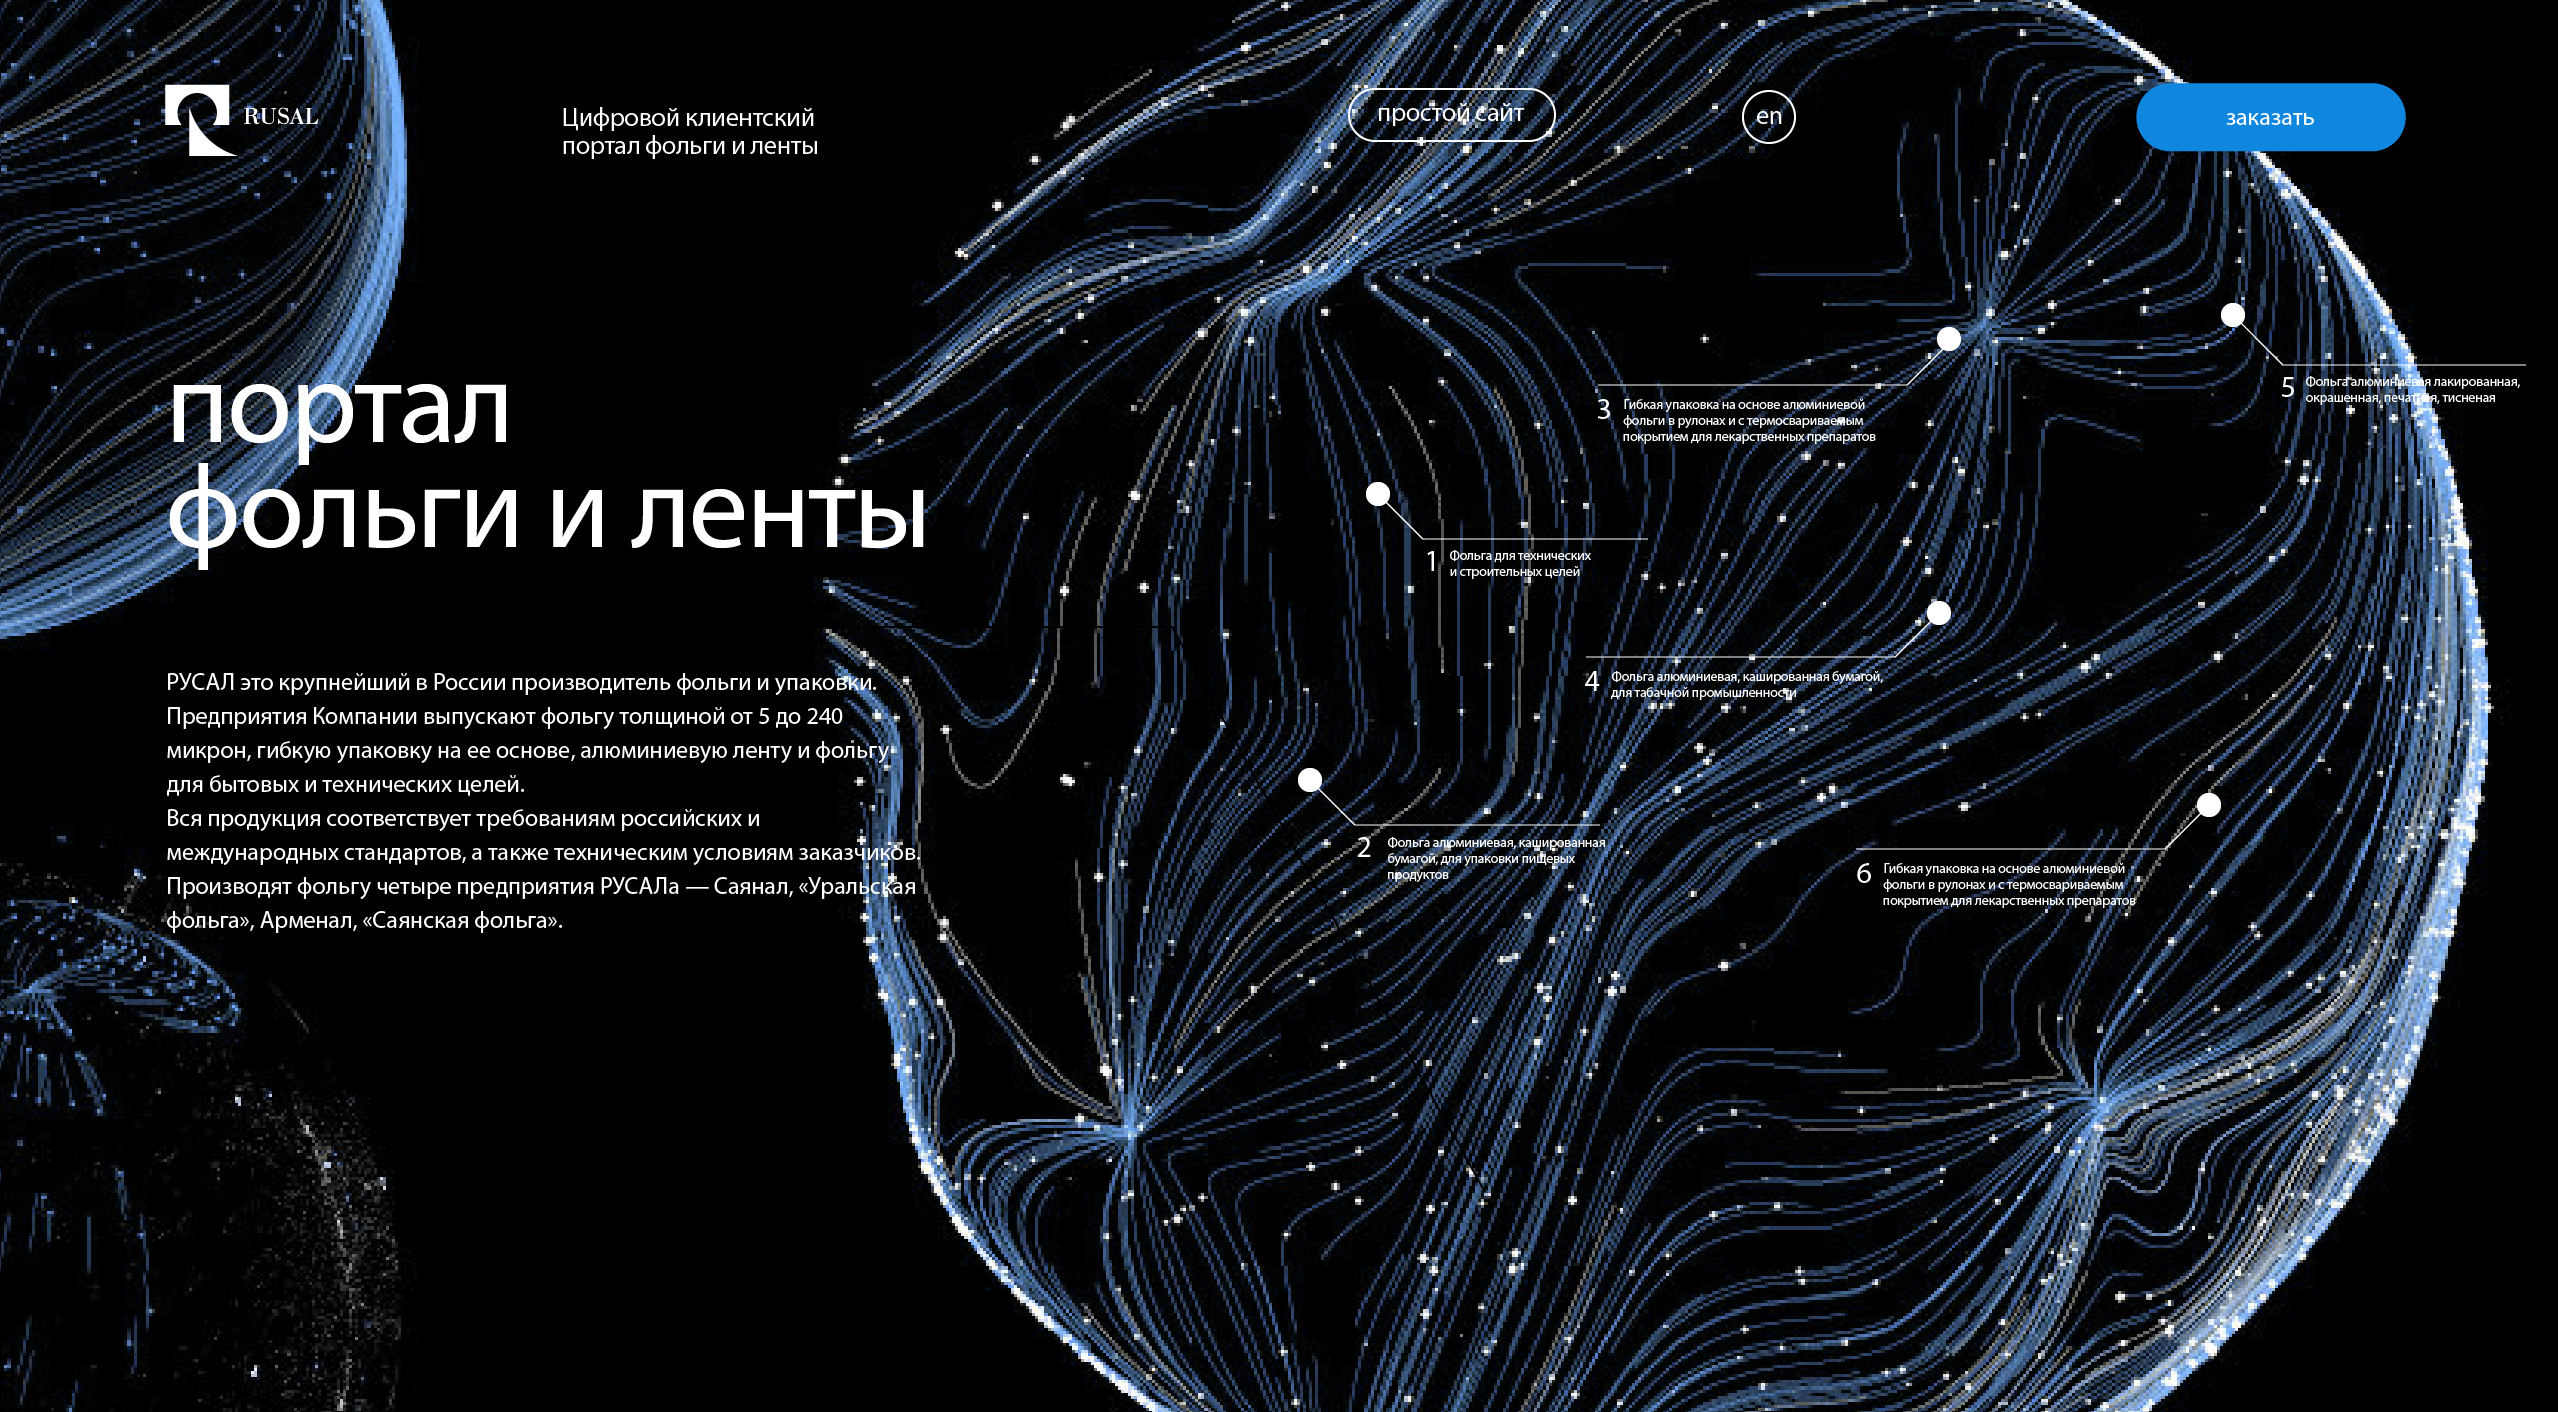 RUSAL
Цифровой клиентский
портал фольги и ленты
простой сайт
en
заказать
портал
фольги и ленты
РУСАЛ это крупнейший в России производитель фольги и упаковки.
Предприятия Компании выпускают фольгу толщиной от 5 до 240
микрон, гибкую упаковку на ее основе, алюминиевую ленту и фольгу
для бытовых и технических целей.
Вся продукция соответствует требованиям российских и
международных стандартов, а также техническим условиям заказчиков.
Производят фольгу четыре предприятия РУСАЛа — Саянал, «Уральская
фольга», Арменал, «Саянская фольга».
1 Фольга для технических
и строительных целей
2 Фольга алюминиевая, кашированная
бумагой, для упаковки пищевых
продуктов
3 Гибкая упаковка на основе алюминиевой
фольги в рулонах и с термосвариваемым
покрытием для лекарственных препаратов
4 Фольга алюминиевая, кашированная бумагой,
для табачной промышленности
5 Фольга алюминиевая лакированная,
окрашенная, печатная, тисненая
6 Гибкая упаковка на основе алюминиевой
фольги в рулонах и с термосвариваемым
покрытием для лекарственных препаратов